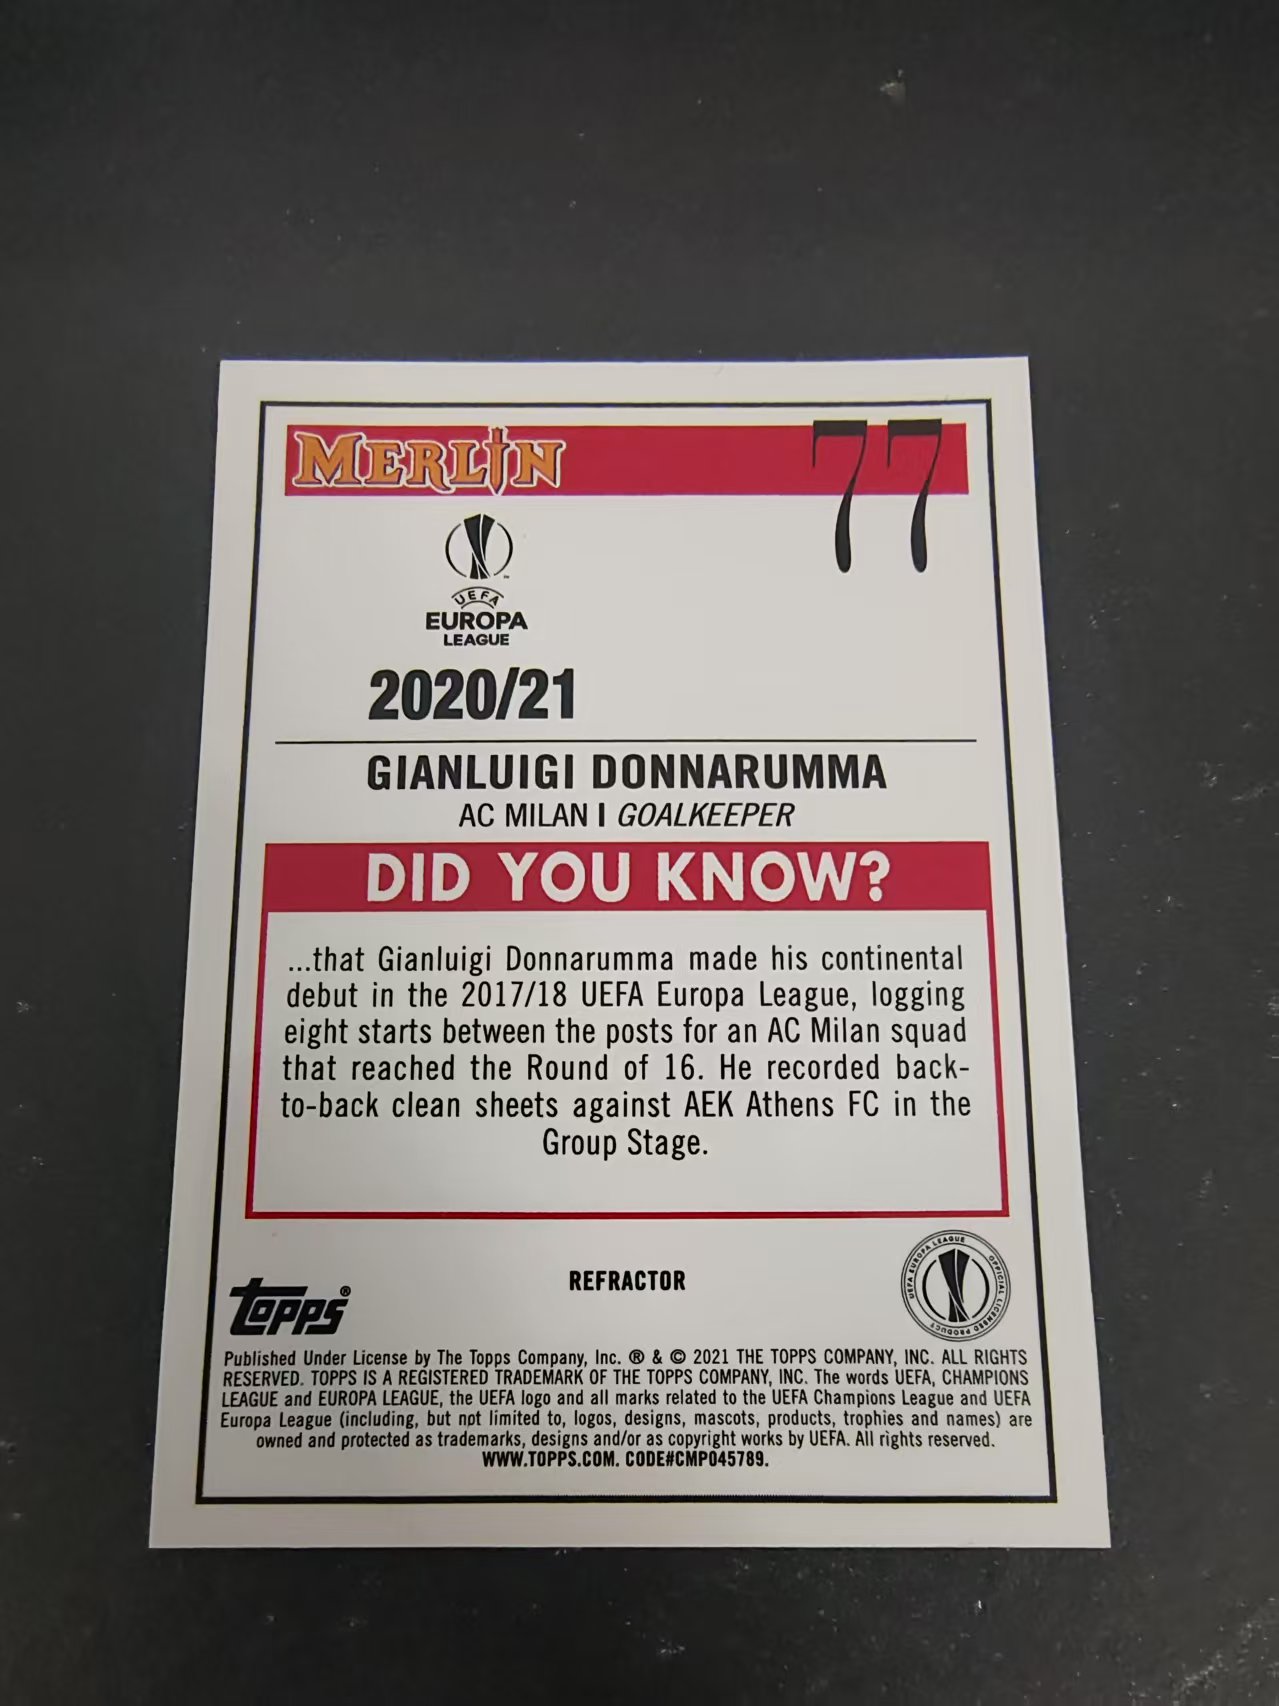 MERLIN
77
UEFA
EUROPA
LEAGUE
2020/21
GIANLUIGI DONNARUMMA
AC MILAN I GOALKEEPER
DID YOU KNOW?
...that Gianluigi Donnarumma made his continental
debut in the 2017/18 UEFA Europa League, logging
eight starts between the posts for an AC Milan squad
that reached the Round of 16. He recorded back-
to-back clean sheets against AEK Athens FC in the
Group Stage.
REFRACTOR
UEFA EUROPA LEAGUE OFFICIAL LICENSED PRODUCT
Topps®
Published Under License by The Topps Company, Inc. ® & © 2021 THE TOPPS COMPANY, INC. ALL RIGHTS
RESERVED. TOPPS IS A REGISTERED TRADEMARK OF THE TOPPS COMPANY, INC. The words UEFA, CHAMPIONS
LEAGUE and EUROPA LEAGUE, the UEFA logo and all marks related to the UEFA Champions League and UEFA
Europa League (including, but not limited to, logos, designs, mascots, products, trophies and names) are
owned and protected as trademarks, designs and/or as copyright works by UEFA. All rights reserved.
WWW.TOPPS.COM. CODE#CMP045789.